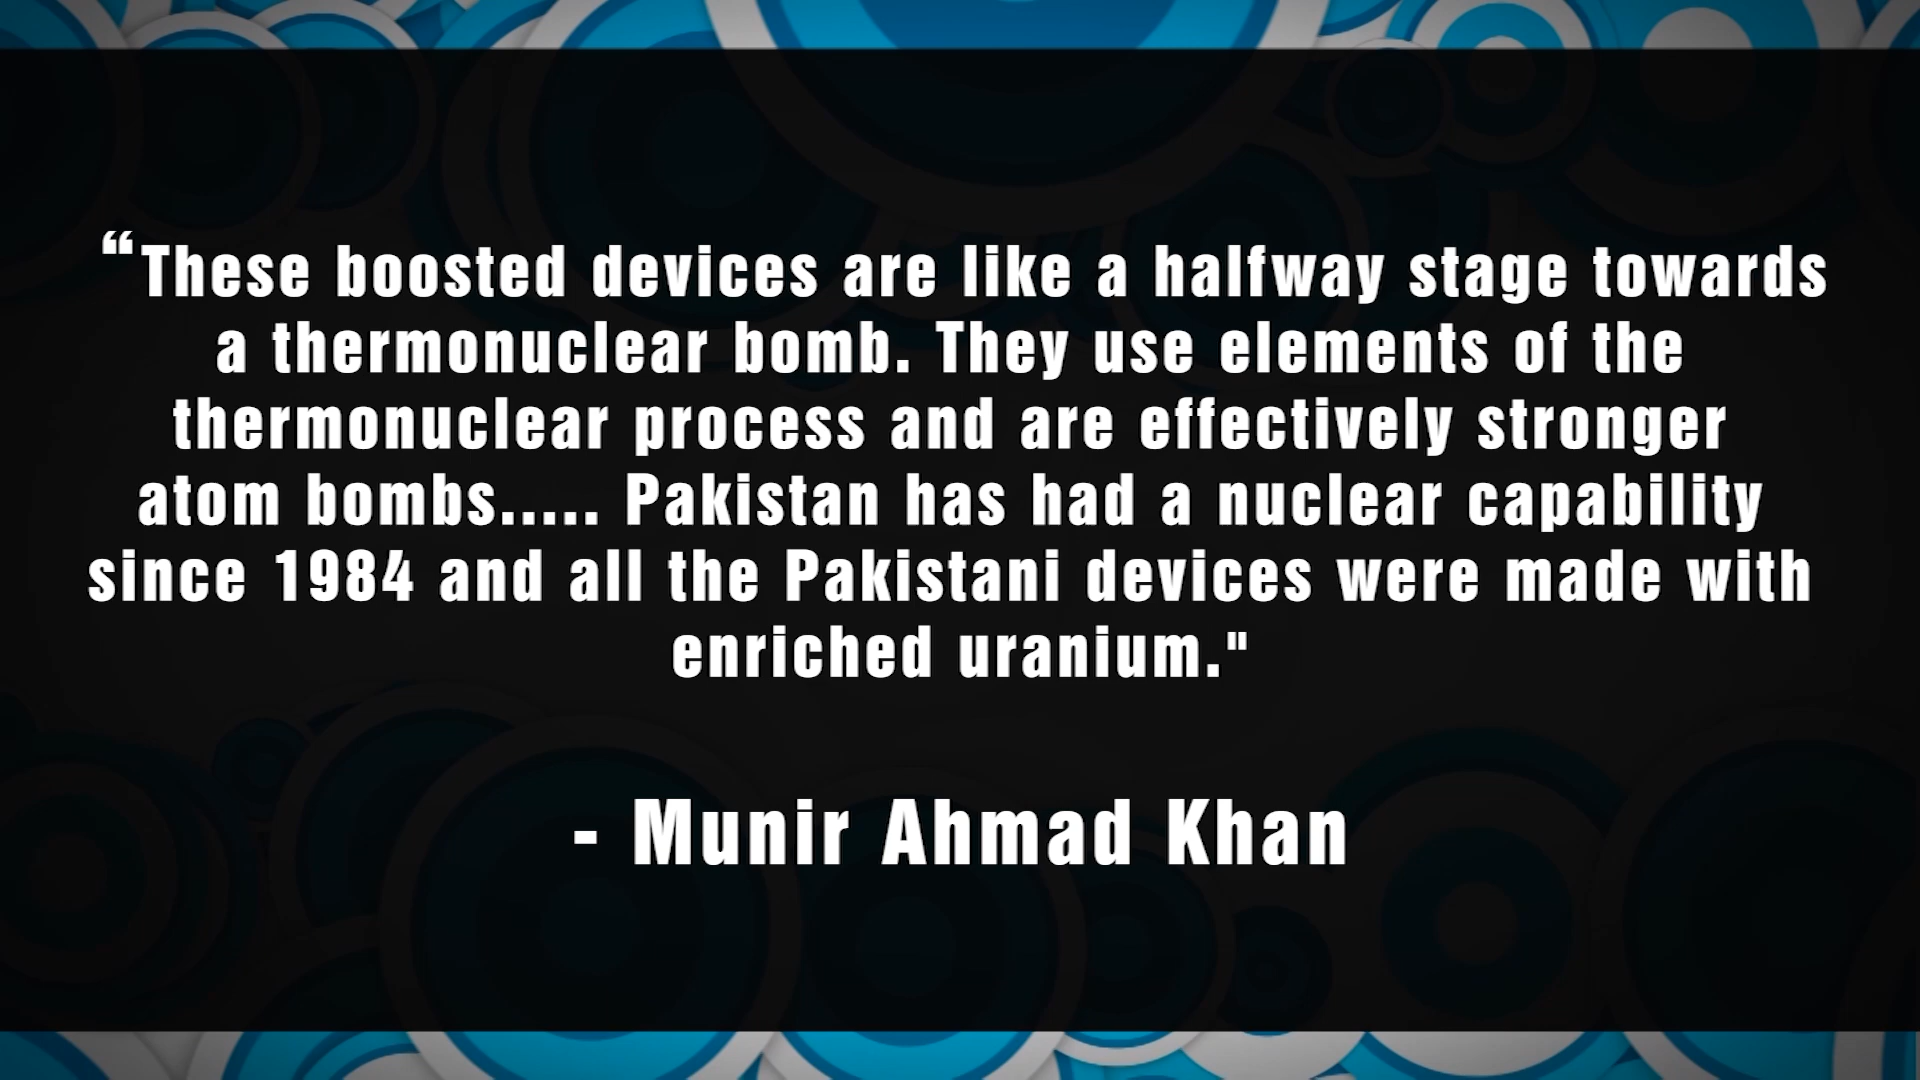 “These boosted devices are like a halfway stage towards
a thermonuclear bomb. They use elements of the
thermonuclear process and are effectively stronger
atom bombs..... Pakistan has had a nuclear capability
since 1984 and all the Pakistani devices were made with
enriched uranium."
- Munir Ahmad Khan